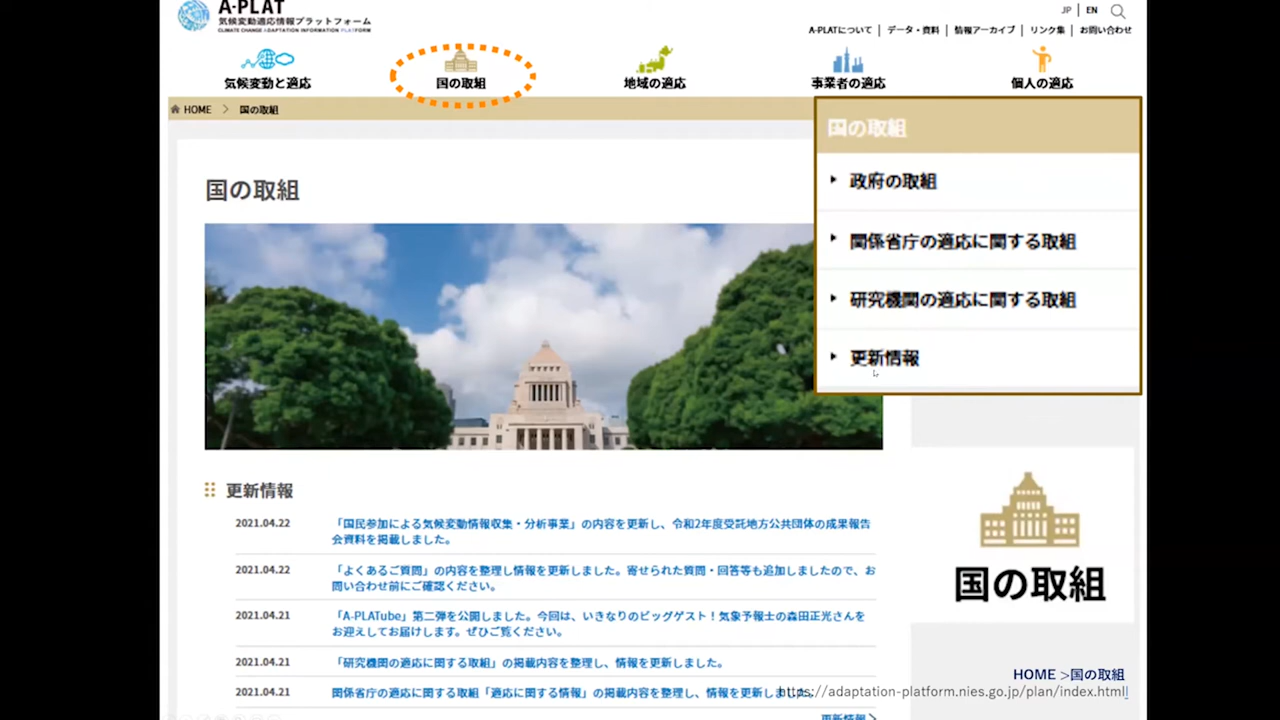 A-PLAT
気候変動適応情報プラットフォーム
CLIMATE CHANGE ADAPTATION INFORMATION PLATFORM
JP | EN
A-PLATについて | データ・資料 | 情報アーカイブ | リンク集 | お問い合わせ
気候変動と適応
国の取組
地域の適応
事業者の適応
個人の適応
HOME > 国の取組
国の取組
国の取組
政府の取組
関係省庁の適応に関する取組
研究機関の適応に関する取組
更新情報
更新情報
2021.04.22 「国民参加による気候変動情報収集・分析事業」の内容を更新し、令和2年度受託地方公共団体の成果報告
会資料を掲載しました。
2021.04.22 「よくあるご質問」の内容を整理し情報を更新しました。寄せられた質問・回答等も追加しましたので、お
問い合わせ前にご確認ください。
2021.04.21 「A-PLATube」第二弾を公開しました。今回は、いきなりのビッグゲスト！気象予報士の森田正光さんを
お迎えしてお届けします。ぜひご覧ください。
2021.04.21 「研究機関の適応に関する取組」の掲載内容を整理し、情報を更新しました。
2021.04.21 関係省庁の適応に関する取組「適応に関する情報」の掲載内容を整理し、情報を更新しました。
更新情報
国の取組
HOME >国の取組
https://adaptation-platform.nies.go.jp/plan/index.html